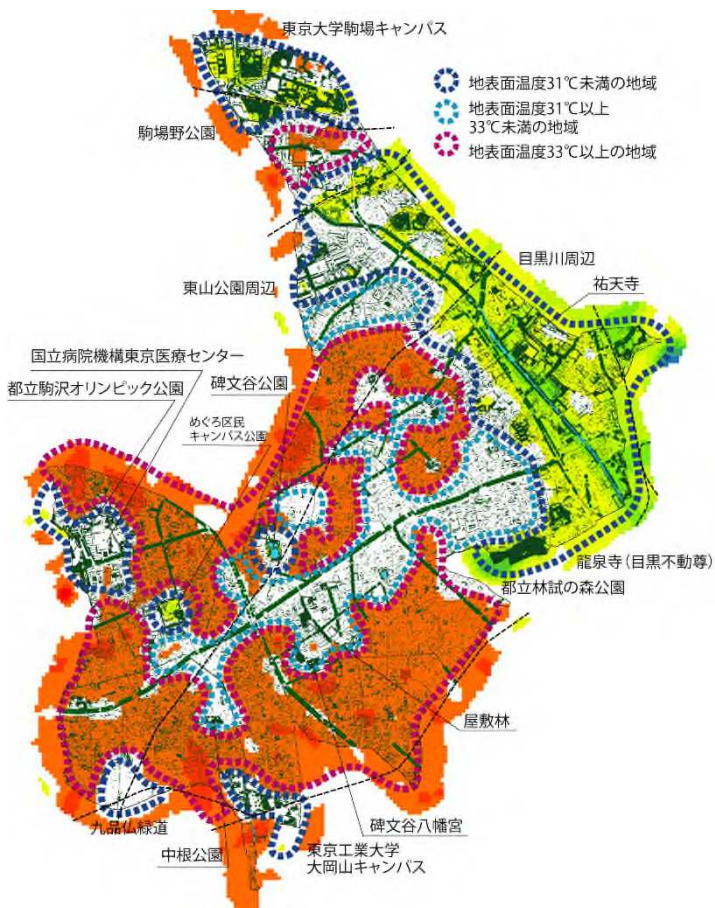 東京大学駒場キャンパス
地表面温度31℃未満の地域
地表面温度31℃以上
33℃未満の地域
地表面温度33℃以上の地域
駒場野公園
目黒川周辺
東山公園周辺
祐天寺
国立病院機構東京医療センター
碑文谷公園
都立駒沢オリンピック公園
めぐろ区民
キャンパス公園
龍泉寺(目黒不動尊)
都立林試の森公園
屋敷林
碑文谷八幡宮
九品仏緑道
中根公園
東京工業大学
大岡山キャンパス